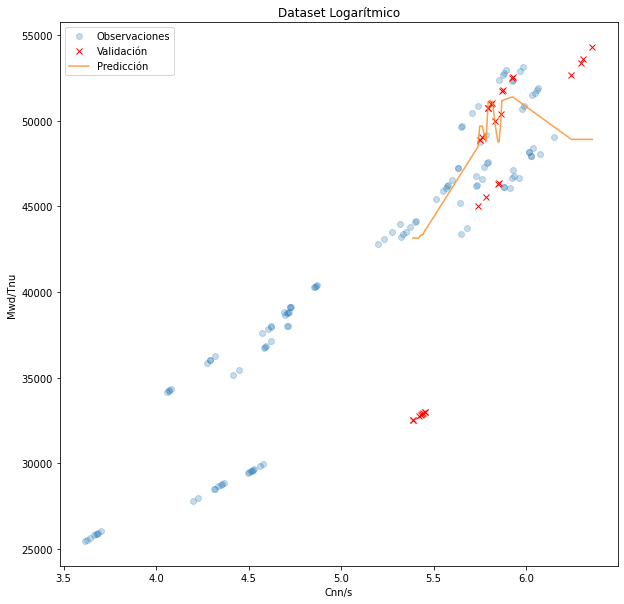 Dataset Logarítmico
Observaciones
Validación
Predicción
55000
50000
45000
40000
35000
30000
25000
Mwd/Tnu
3.5 4.0 4.5 5.0 5.5 6.0
Cnn/s